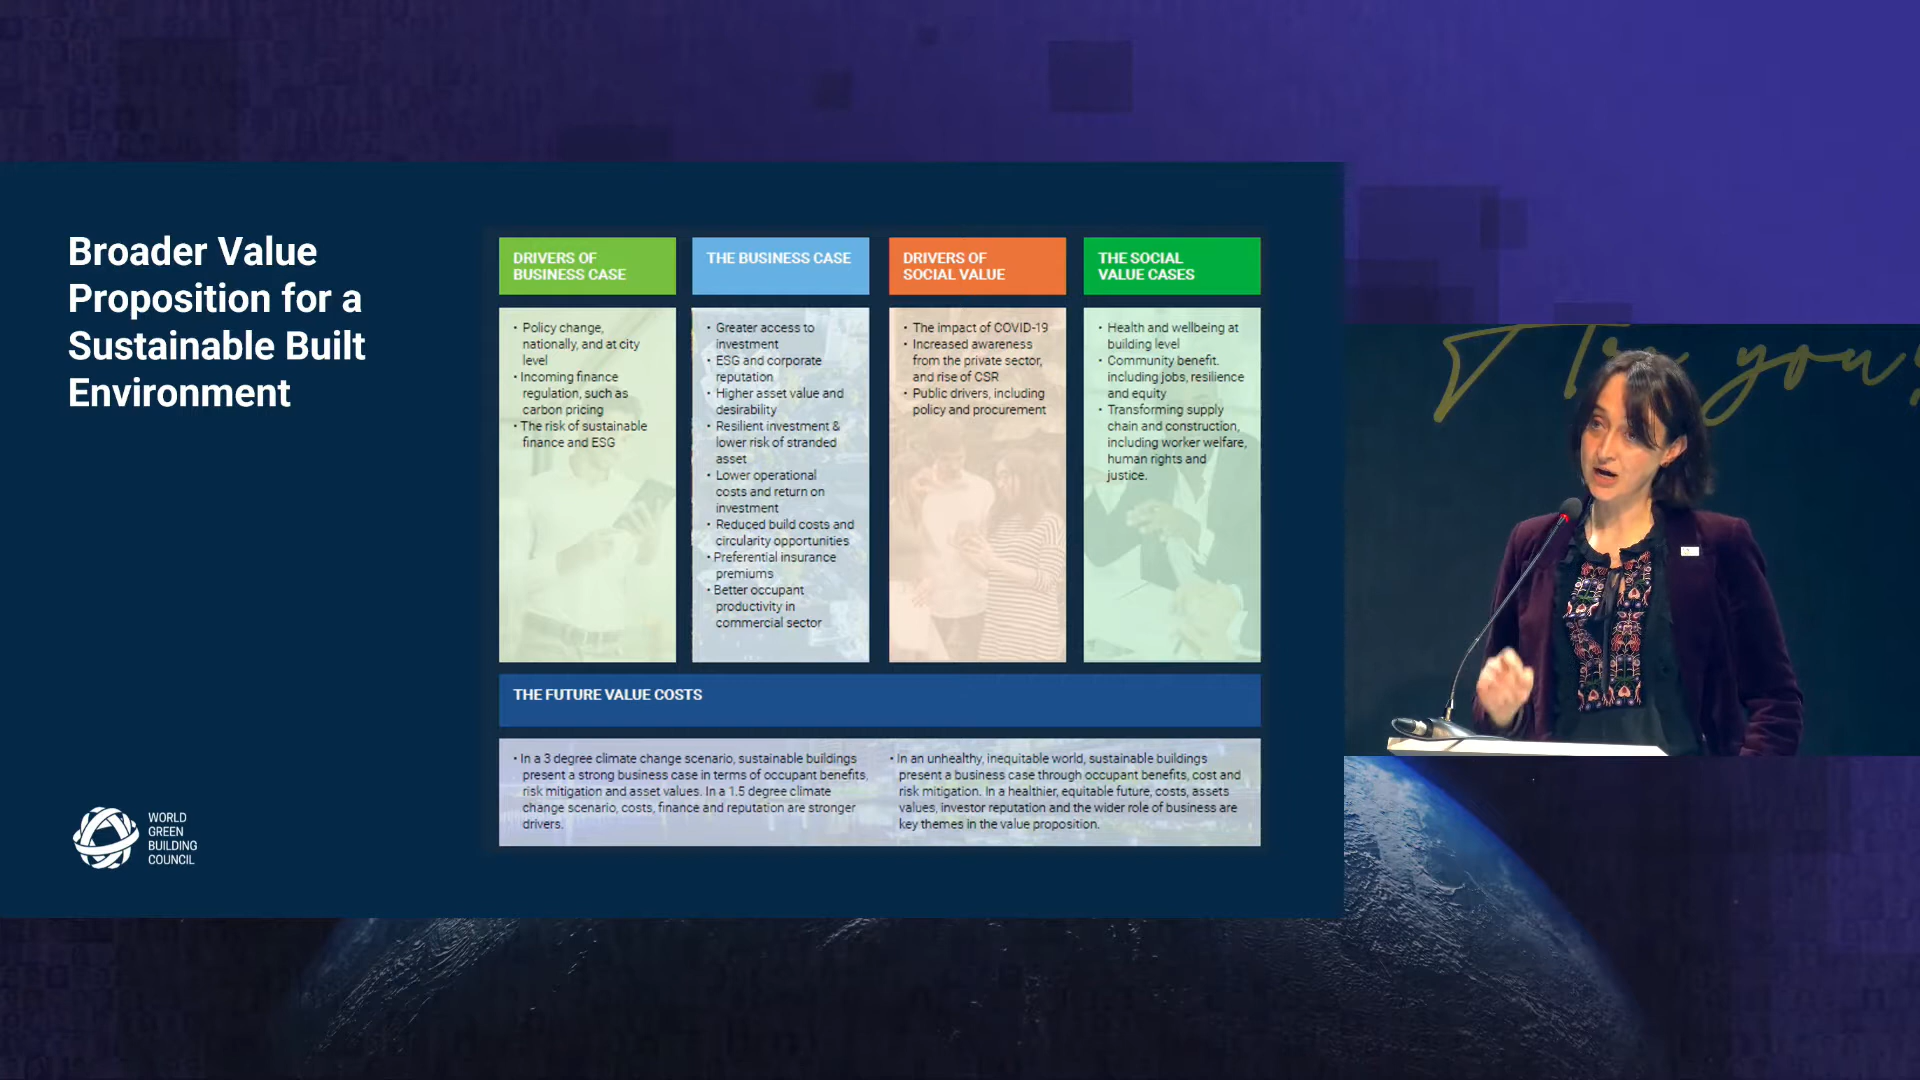 Broader Value
Proposition for a
Sustainable Built
Environment
DRIVERS OF
BUSINESS CASE
• Policy change,
nationally, and at city
level
• Incoming finance
regulation, such as
carbon pricing
• The risk of sustainable
finance and ESG
THE BUSINESS CASE
• Greater access to
investment
• ESG and corporate
reputation
• Higher asset value and
desirability
• Resilient investment &
lower risk of stranded
asset
• Lower operational
costs and return on
investment
• Reduced build costs and
circularity opportunities
• Preferential insurance
premiums
• Better occupant
productivity in
commercial sector
DRIVERS OF
SOCIAL VALUE
• The impact of COVID-19
• Increased awareness
from the private sector,
and rise of CSR
• Public drivers, including
policy and procurement
THE SOCIAL
VALUE CASES
• Health and wellbeing at
building level
• Community benefit.
including jobs, resilience
and equity
• Transforming supply
chain and construction,
including worker welfare,
human rights and
justice.
THE FUTURE VALUE COSTS
• In a 3 degree climate change scenario, sustainable buildings
present a strong business case in terms of occupant benefits,
risk mitigation and asset values. In a 1.5 degree climate
change scenario, costs, finance and reputation are stronger
drivers.
• In an unhealthy, inequitable world, sustainable buildings
present a business case through occupant benefits, cost and
risk mitigation. In a healthier, equitable future, costs, assets
values, investor reputation and the wider role of business are
key themes in the value proposition.
WORLD
GREEN
BUILDING
COUNCIL
you!